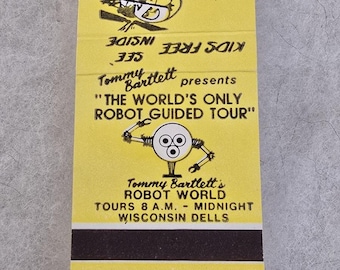 KIDS FREE
SEE
INSIDE
Tommy Bartlett presents
"THE WORLD'S ONLY
ROBOT GUIDED TOUR"
Tommy Bartlett's
ROBOT WORLD
TOURS 8 A.M. - MIDNIGHT
WISCONSIN DELLS